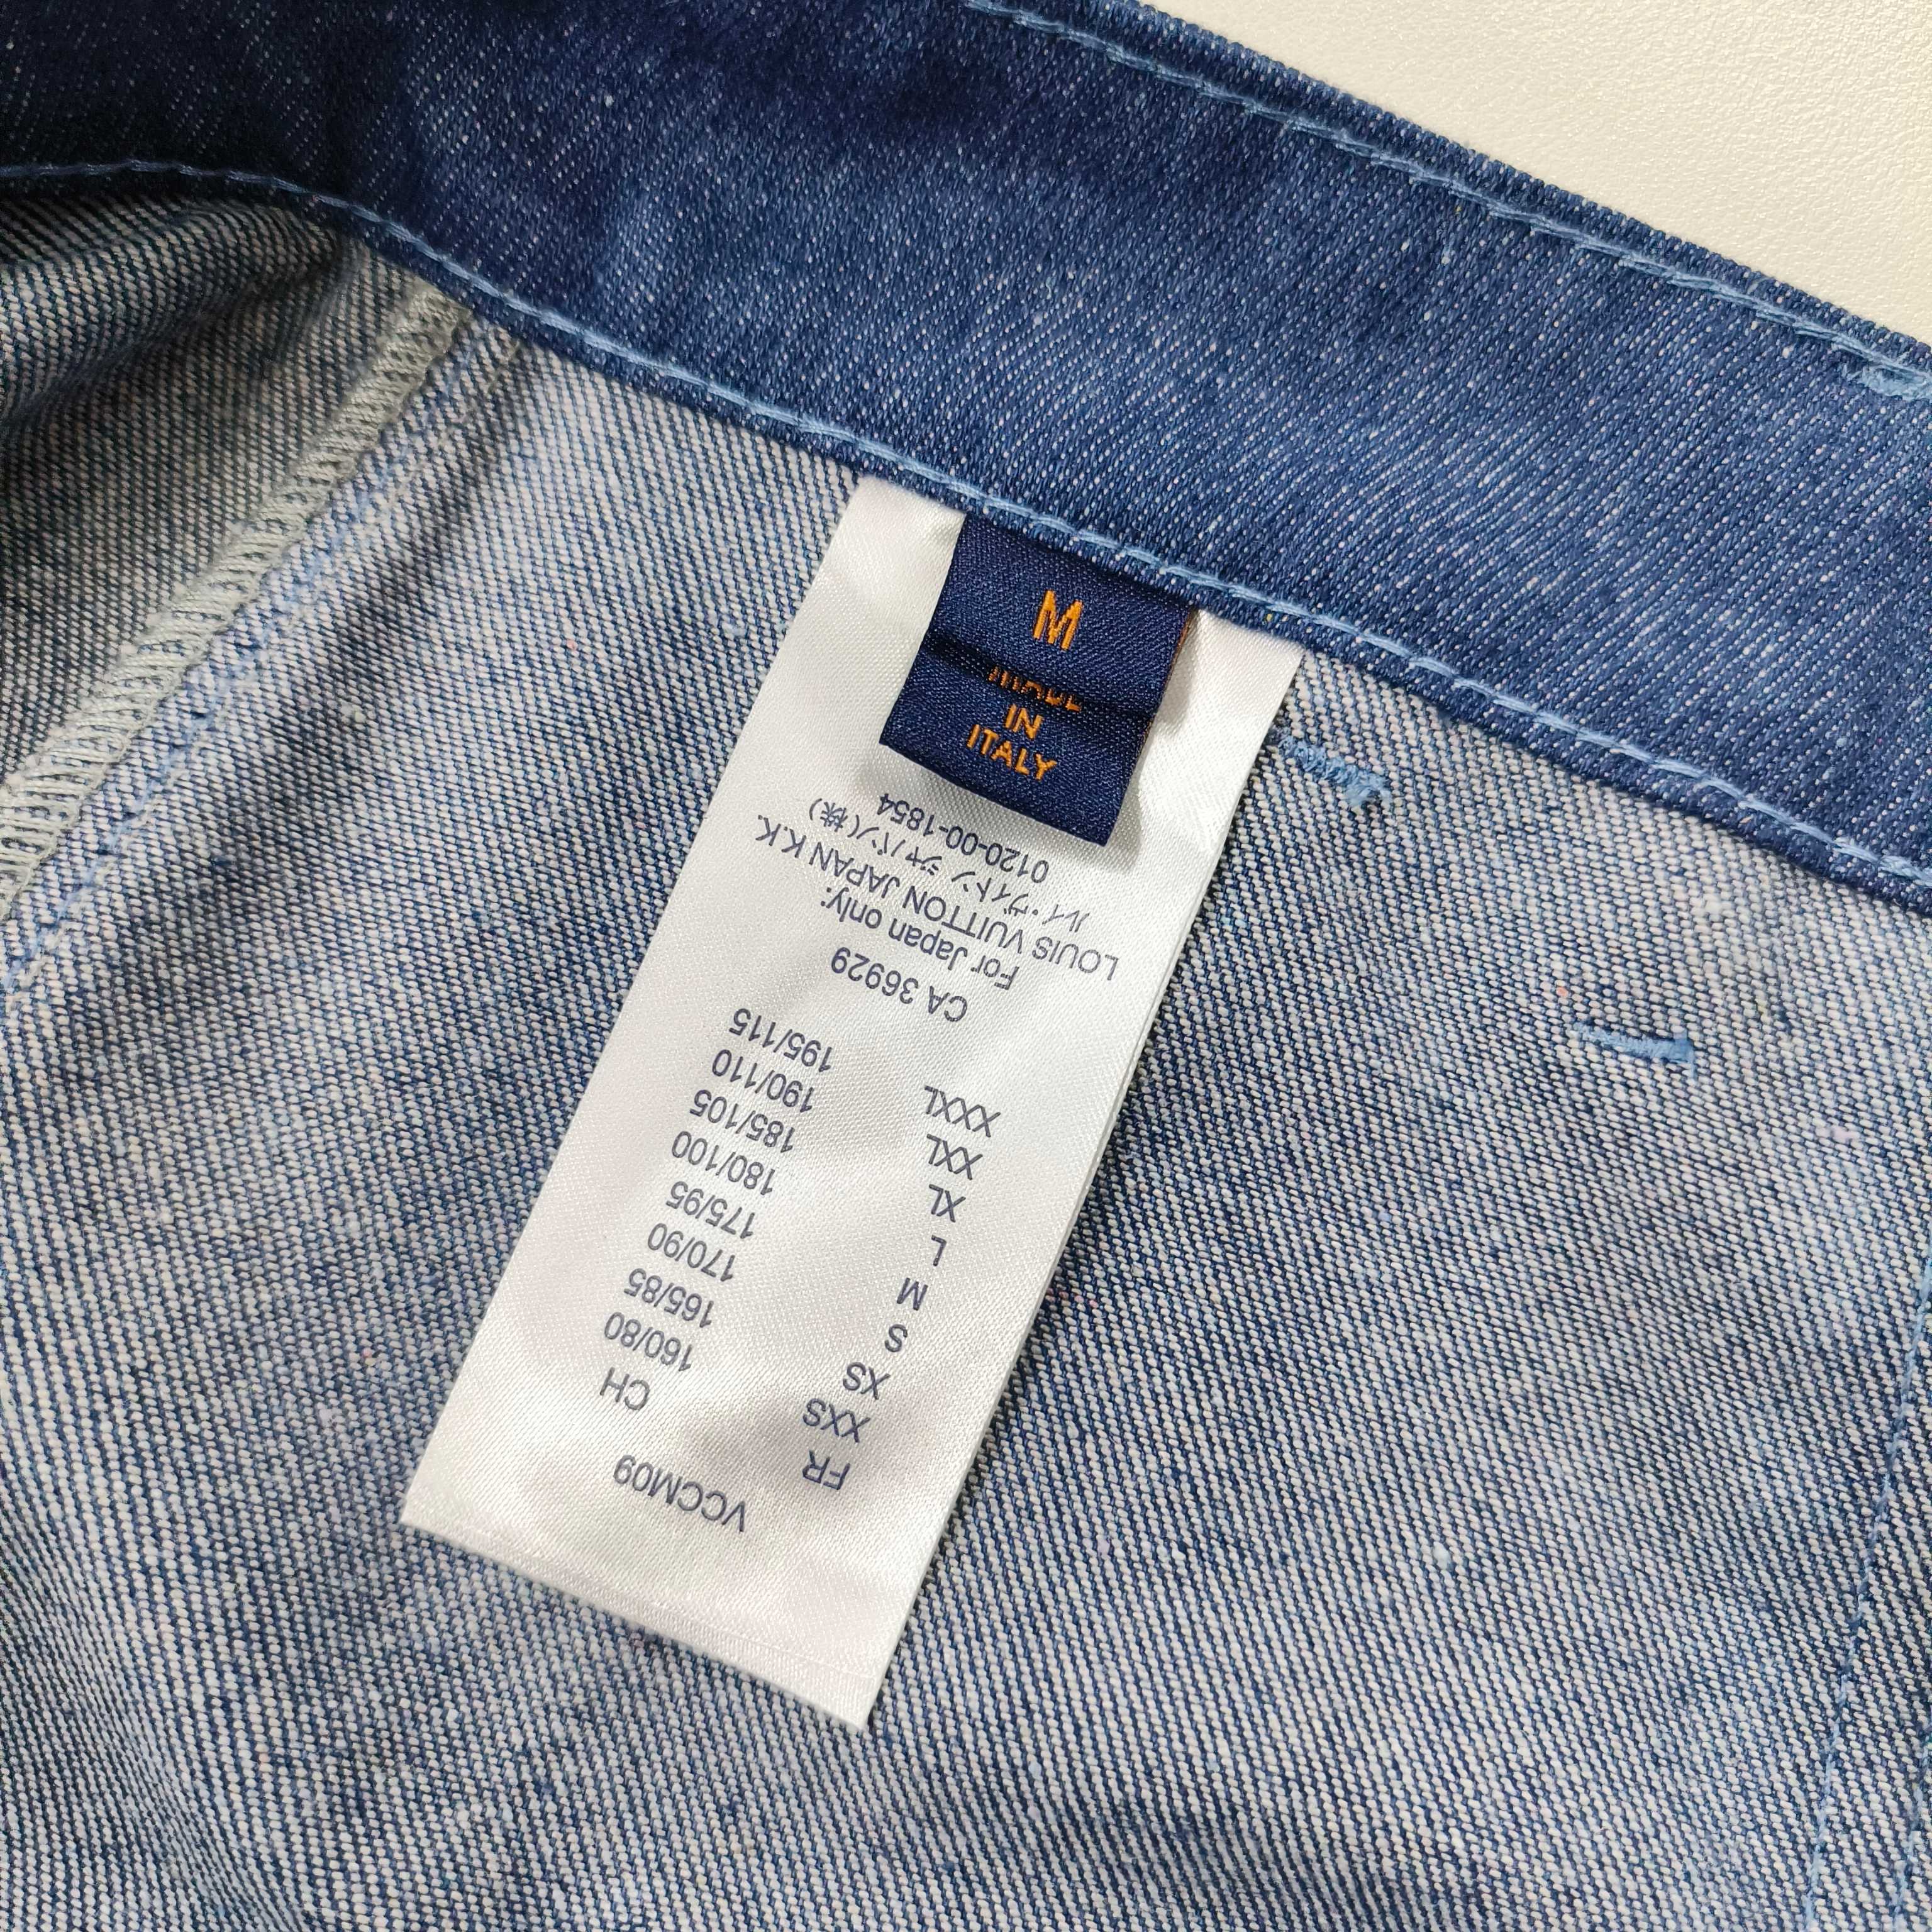 M
MADE
IN
ITALY
VCCM09
FR CH
XXS 160/80
XS 165/85
S 170/90
M 175/95
L 180/100
XL 185/105
XXL 190/110
XXXL 195/115
CA 36929
For Japan only:
LOUIS VUITTON JAPAN K.K.
ルイ・ヴィトン ジャパン(株)
0120-00-1854